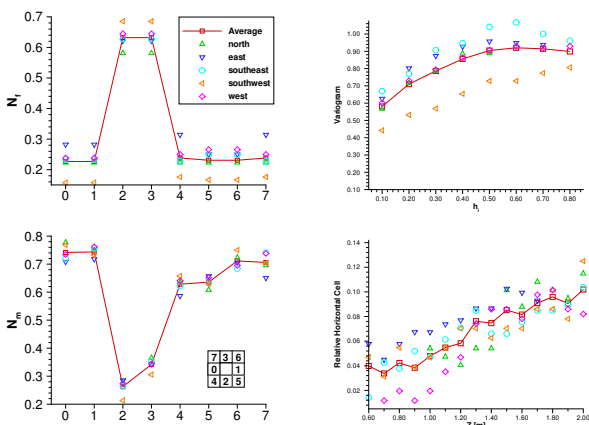 0.7
0.6
0.5
0.4
0.3
0.2
N_f
0 1 2 3 4 5 6 7
Average
north
east
southeast
southwest
west
1.00
0.90
0.80
0.70
0.60
0.50
0.40
0.30
0.20
0.10
Variogram
0.10 0.20 0.30 0.40 0.50 0.60 0.70 0.80
h_i
0.8
0.7
0.6
0.5
0.4
0.3
0.2
N_m
0 1 2 3 4 5 6 7
7 3 6
0 1
4 2 5
0.14
0.12
0.10
0.08
0.06
0.04
0.02
Relative Horizontal Cell
0.60 0.80 1.00 1.20 1.40 1.60 1.80 2.00
Z [m]